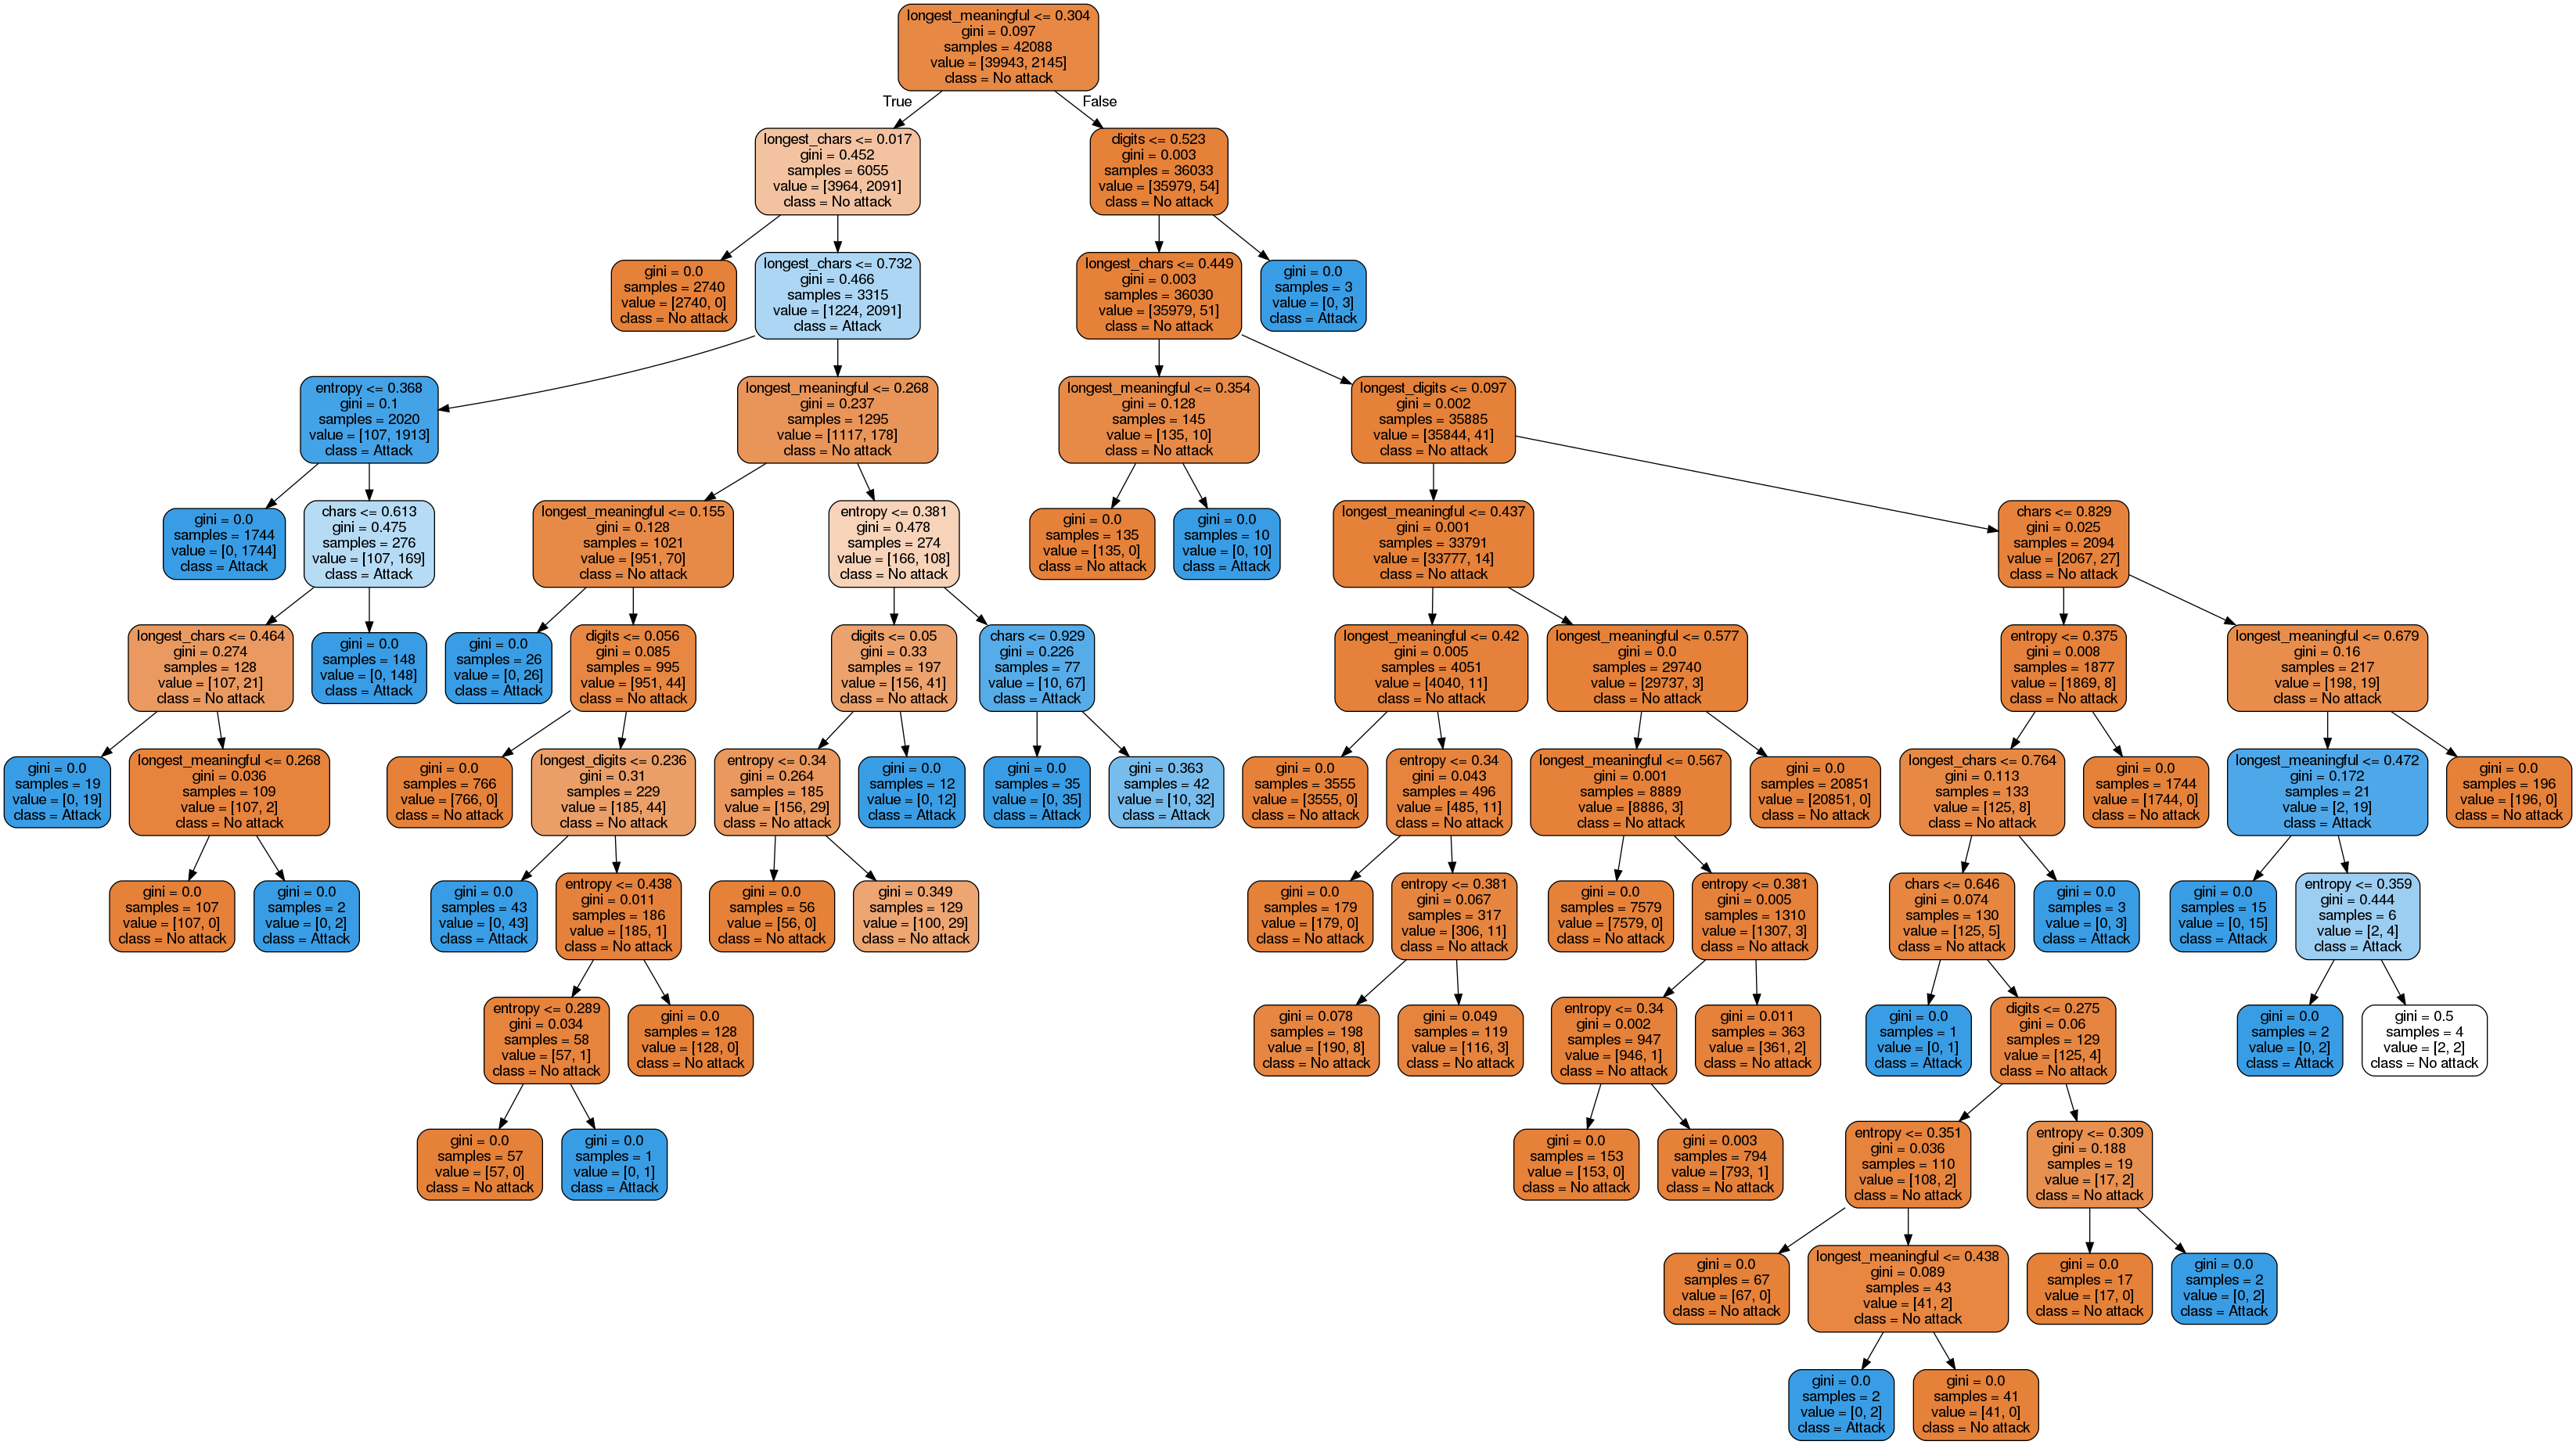 longest_meaningful <= 0.304
gini = 0.097
samples = 42088
value = [39943, 2145]
class = No attack
True
False
longest_chars <= 0.017
gini = 0.452
samples = 6055
value = [3964, 2091]
class = No attack
digits <= 0.523
gini = 0.003
samples = 36033
value = [35979, 54]
class = No attack
gini = 0.0
samples = 2740
value = [2740, 0]
class = No attack
longest_chars <= 0.732
gini = 0.466
samples = 3315
value = [1224, 2091]
class = Attack
longest_chars <= 0.449
gini = 0.003
samples = 36030
value = [35979, 51]
class = No attack
gini = 0.0
samples = 3
value = [0, 3]
class = Attack
entropy <= 0.368
gini = 0.1
samples = 2020
value = [107, 1913]
class = Attack
longest_meaningful <= 0.268
gini = 0.237
samples = 1295
value = [1117, 178]
class = No attack
longest_meaningful <= 0.354
gini = 0.128
samples = 145
value = [135, 10]
class = No attack
longest_digits <= 0.097
gini = 0.002
samples = 35885
value = [35844, 41]
class = No attack
gini = 0.0
samples = 1744
value = [0, 1744]
class = Attack
chars <= 0.613
gini = 0.475
samples = 276
value = [107, 169]
class = Attack
longest_meaningful <= 0.155
gini = 0.128
samples = 1021
value = [951, 70]
class = No attack
entropy <= 0.381
gini = 0.478
samples = 274
value = [166, 108]
class = No attack
gini = 0.0
samples = 135
value = [135, 0]
class = No attack
gini = 0.0
samples = 10
value = [0, 10]
class = Attack
longest_meaningful <= 0.437
gini = 0.001
samples = 33791
value = [33777, 14]
class = No attack
chars <= 0.829
gini = 0.025
samples = 2094
value = [2067, 27]
class = No attack
longest_chars <= 0.464
gini = 0.274
samples = 128
value = [107, 21]
class = No attack
gini = 0.0
samples = 148
value = [0, 148]
class = Attack
gini = 0.0
samples = 26
value = [0, 26]
class = Attack
digits <= 0.056
gini = 0.085
samples = 995
value = [951, 44]
class = No attack
digits <= 0.05
gini = 0.33
samples = 197
value = [156, 41]
class = No attack
chars <= 0.929
gini = 0.226
samples = 77
value = [10, 67]
class = Attack
longest_meaningful <= 0.42
gini = 0.005
samples = 4051
value = [4040, 11]
class = No attack
longest_meaningful <= 0.577
gini = 0.0
samples = 29740
value = [29737, 3]
class = No attack
entropy <= 0.375
gini = 0.008
samples = 1877
value = [1869, 8]
class = No attack
longest_meaningful <= 0.679
gini = 0.16
samples = 217
value = [198, 19]
class = No attack
gini = 0.0
samples = 19
value = [0, 19]
class = Attack
longest_meaningful <= 0.268
gini = 0.036
samples = 109
value = [107, 2]
class = No attack
gini = 0.0
samples = 766
value = [766, 0]
class = No attack
longest_digits <= 0.236
gini = 0.31
samples = 229
value = [185, 44]
class = No attack
entropy <= 0.34
gini = 0.264
samples = 185
value = [156, 29]
class = No attack
gini = 0.0
samples = 12
value = [0, 12]
class = Attack
gini = 0.0
samples = 35
value = [0, 35]
class = Attack
gini = 0.363
samples = 42
value = [10, 32]
class = Attack
gini = 0.0
samples = 3555
value = [3555, 0]
class = No attack
entropy <= 0.34
gini = 0.043
samples = 496
value = [485, 11]
class = No attack
longest_meaningful <= 0.567
gini = 0.001
samples = 8889
value = [8886, 3]
class = No attack
gini = 0.0
samples = 20851
value = [20851, 0]
class = No attack
longest_chars <= 0.764
gini = 0.113
samples = 133
value = [125, 8]
class = No attack
gini = 0.0
samples = 1744
value = [1744, 0]
class = No attack
longest_meaningful <= 0.472
gini = 0.172
samples = 21
value = [2, 19]
class = Attack
gini = 0.0
samples = 196
value = [196, 0]
class = No attack
gini = 0.0
samples = 107
value = [107, 0]
class = No attack
gini = 0.0
samples = 2
value = [0, 2]
class = Attack
gini = 0.0
samples = 43
value = [0, 43]
class = Attack
entropy <= 0.438
gini = 0.011
samples = 186
value = [185, 1]
class = No attack
gini = 0.0
samples = 56
value = [56, 0]
class = No attack
gini = 0.349
samples = 129
value = [100, 29]
class = No attack
gini = 0.0
samples = 179
value = [179, 0]
class = No attack
entropy <= 0.381
gini = 0.067
samples = 317
value = [306, 11]
class = No attack
gini = 0.0
samples = 7579
value = [7579, 0]
class = No attack
entropy <= 0.381
gini = 0.005
samples = 1310
value = [1307, 3]
class = No attack
chars <= 0.646
gini = 0.074
samples = 130
value = [125, 5]
class = No attack
gini = 0.0
samples = 3
value = [0, 3]
class = Attack
gini = 0.0
samples = 15
value = [0, 15]
class = Attack
entropy <= 0.359
gini = 0.444
samples = 6
value = [2, 4]
class = Attack
entropy <= 0.289
gini = 0.034
samples = 58
value = [57, 1]
class = No attack
gini = 0.0
samples = 128
value = [128, 0]
class = No attack
gini = 0.078
samples = 198
value = [190, 8]
class = No attack
gini = 0.049
samples = 119
value = [116, 3]
class = No attack
entropy <= 0.34
gini = 0.002
samples = 947
value = [946, 1]
class = No attack
gini = 0.011
samples = 363
value = [361, 2]
class = No attack
gini = 0.0
samples = 1
value = [0, 1]
class = Attack
digits <= 0.275
gini = 0.06
samples = 129
value = [125, 4]
class = No attack
gini = 0.0
samples = 2
value = [0, 2]
class = Attack
gini = 0.5
samples = 4
value = [2, 2]
class = No attack
gini = 0.0
samples = 57
value = [57, 0]
class = No attack
gini = 0.0
samples = 1
value = [0, 1]
class = Attack
gini = 0.0
samples = 153
value = [153, 0]
class = No attack
gini = 0.003
samples = 794
value = [793, 1]
class = No attack
entropy <= 0.351
gini = 0.036
samples = 110
value = [108, 2]
class = No attack
entropy <= 0.309
gini = 0.188
samples = 19
value = [17, 2]
class = No attack
gini = 0.0
samples = 67
value = [67, 0]
class = No attack
longest_meaningful <= 0.438
gini = 0.089
samples = 43
value = [41, 2]
class = No attack
gini = 0.0
samples = 17
value = [17, 0]
class = No attack
gini = 0.0
samples = 2
value = [0, 2]
class = Attack
gini = 0.0
samples = 2
value = [0, 2]
class = Attack
gini = 0.0
samples = 41
value = [41, 0]
class = No attack